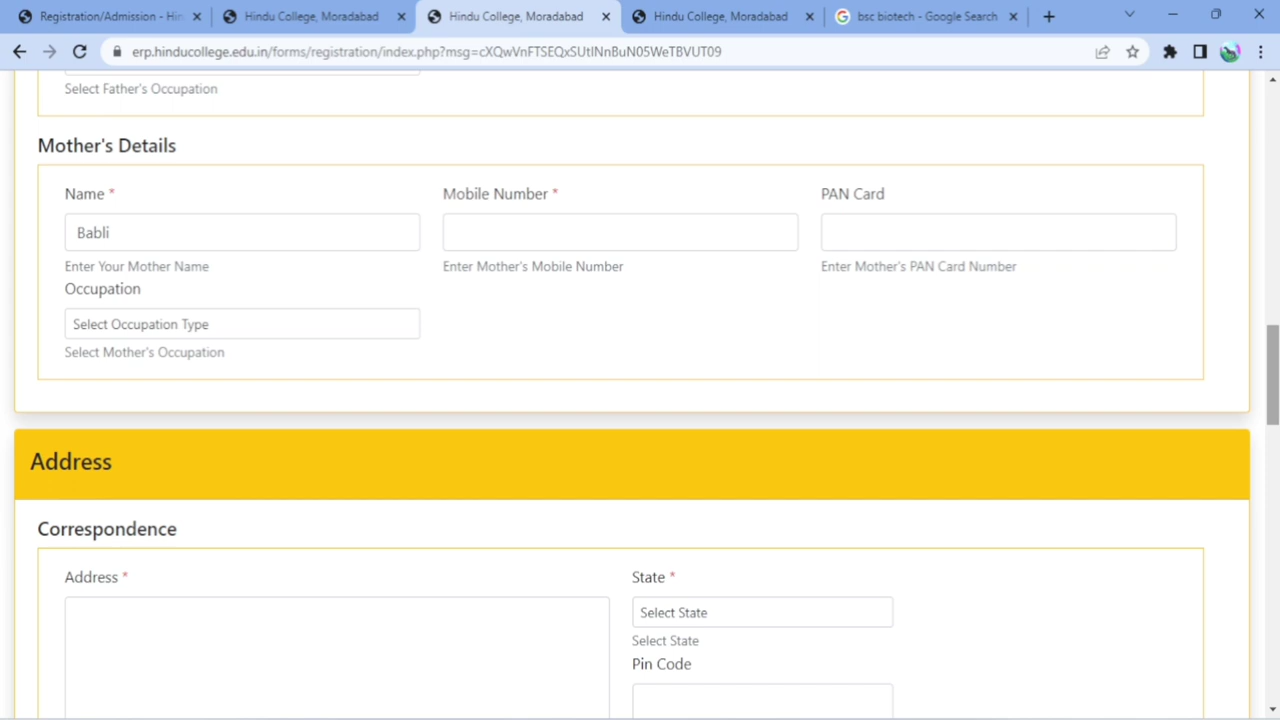 Registration/Admission - Hin
Hindu College, Moradabad
Hindu College, Moradabad
Hindu College, Moradabad
bsc biotech - Google Search
erp.hinducollege.edu.in/forms/registration/index.php?msg=cXQwVnFTSEQxSUtINnBuN05WeTBVUT09
Select Father's Occupation
Mother's Details
Name *
Mobile Number *
PAN Card
Babli
Enter Your Mother Name
Enter Mother's Mobile Number
Enter Mother's PAN Card Number
Occupation
Select Occupation Type
Select Mother's Occupation
Address
Correspondence
Address *
State *
Select State
Select State
Pin Code